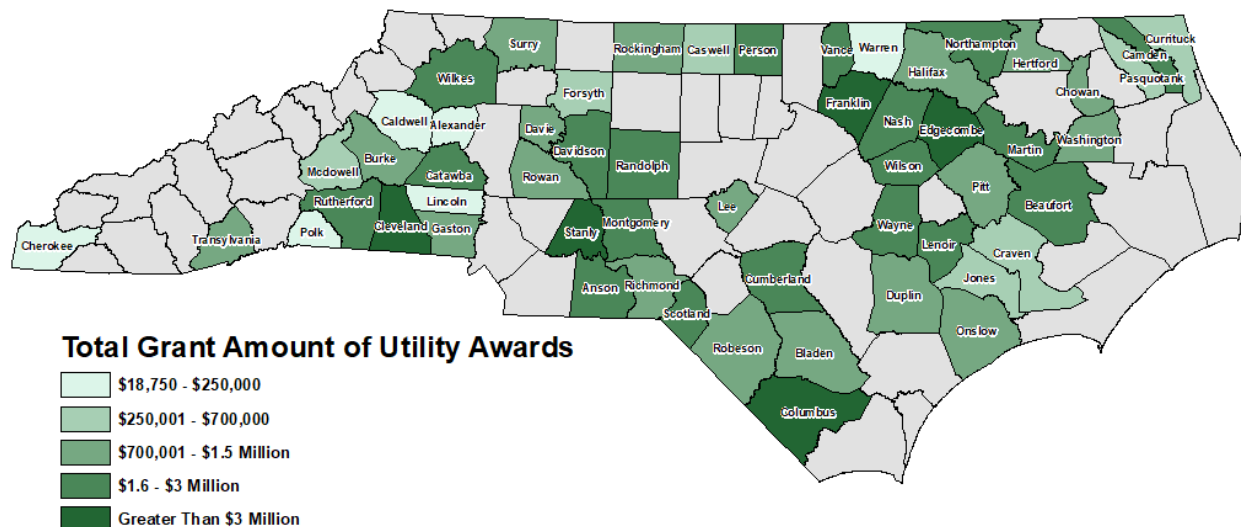 Surry
Rockingham
Caswell
Person
Vance
Warren
Northampton
Hertford
Currituck
Camden
Pasquotank
Wilkes
Halifax
Chowan
Forsyth
Franklin
Caldwell
Alexander
Davie
Nash
Edgecombe
Washington
Burke
Davidson
Randolph
Martin
Mcdowell
Catawba
Rowan
Wilson
Pitt
Rutherford
Lincoln
Beaufort
Lee
Cleveland
Gaston
Stanly
Montgomery
Wayne
Polk
Transylvania
Cherokee
Lenoir
Craven
Cumberland
Jones
Anson
Richmond
Duplin
Scotland
Onslow
Robeson
Bladen
Columbus
Total Grant Amount of Utility Awards
$18,750 - $250,000
$250,001 - $700,000
$700,001 - $1.5 Million
$1.6 - $3 Million
Greater Than $3 Million